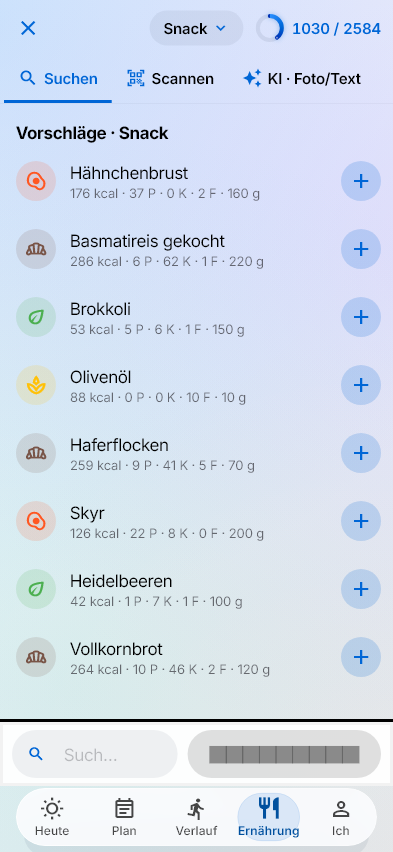 Snack
1030 / 2584
Suchen
Scannen
KI · Foto/Text
Vorschläge · Snack
Hähnchenbrust
176 kcal · 37 P · 0 K · 2 F · 160 g
Basmatireis gekocht
286 kcal · 6 P · 62 K · 1 F · 220 g
Brokkoli
53 kcal · 5 P · 6 K · 1 F · 150 g
Olivenöl
88 kcal · 0 P · 0 K · 10 F · 10 g
Haferflocken
259 kcal · 9 P · 41 K · 5 F · 70 g
Skyr
126 kcal · 22 P · 8 K · 0 F · 200 g
Heidelbeeren
42 kcal · 1 P · 7 K · 1 F · 100 g
Vollkornbrot
264 kcal · 10 P · 46 K · 2 F · 120 g
Such...
Heute
Plan
Verlauf
Ernährung
Ich